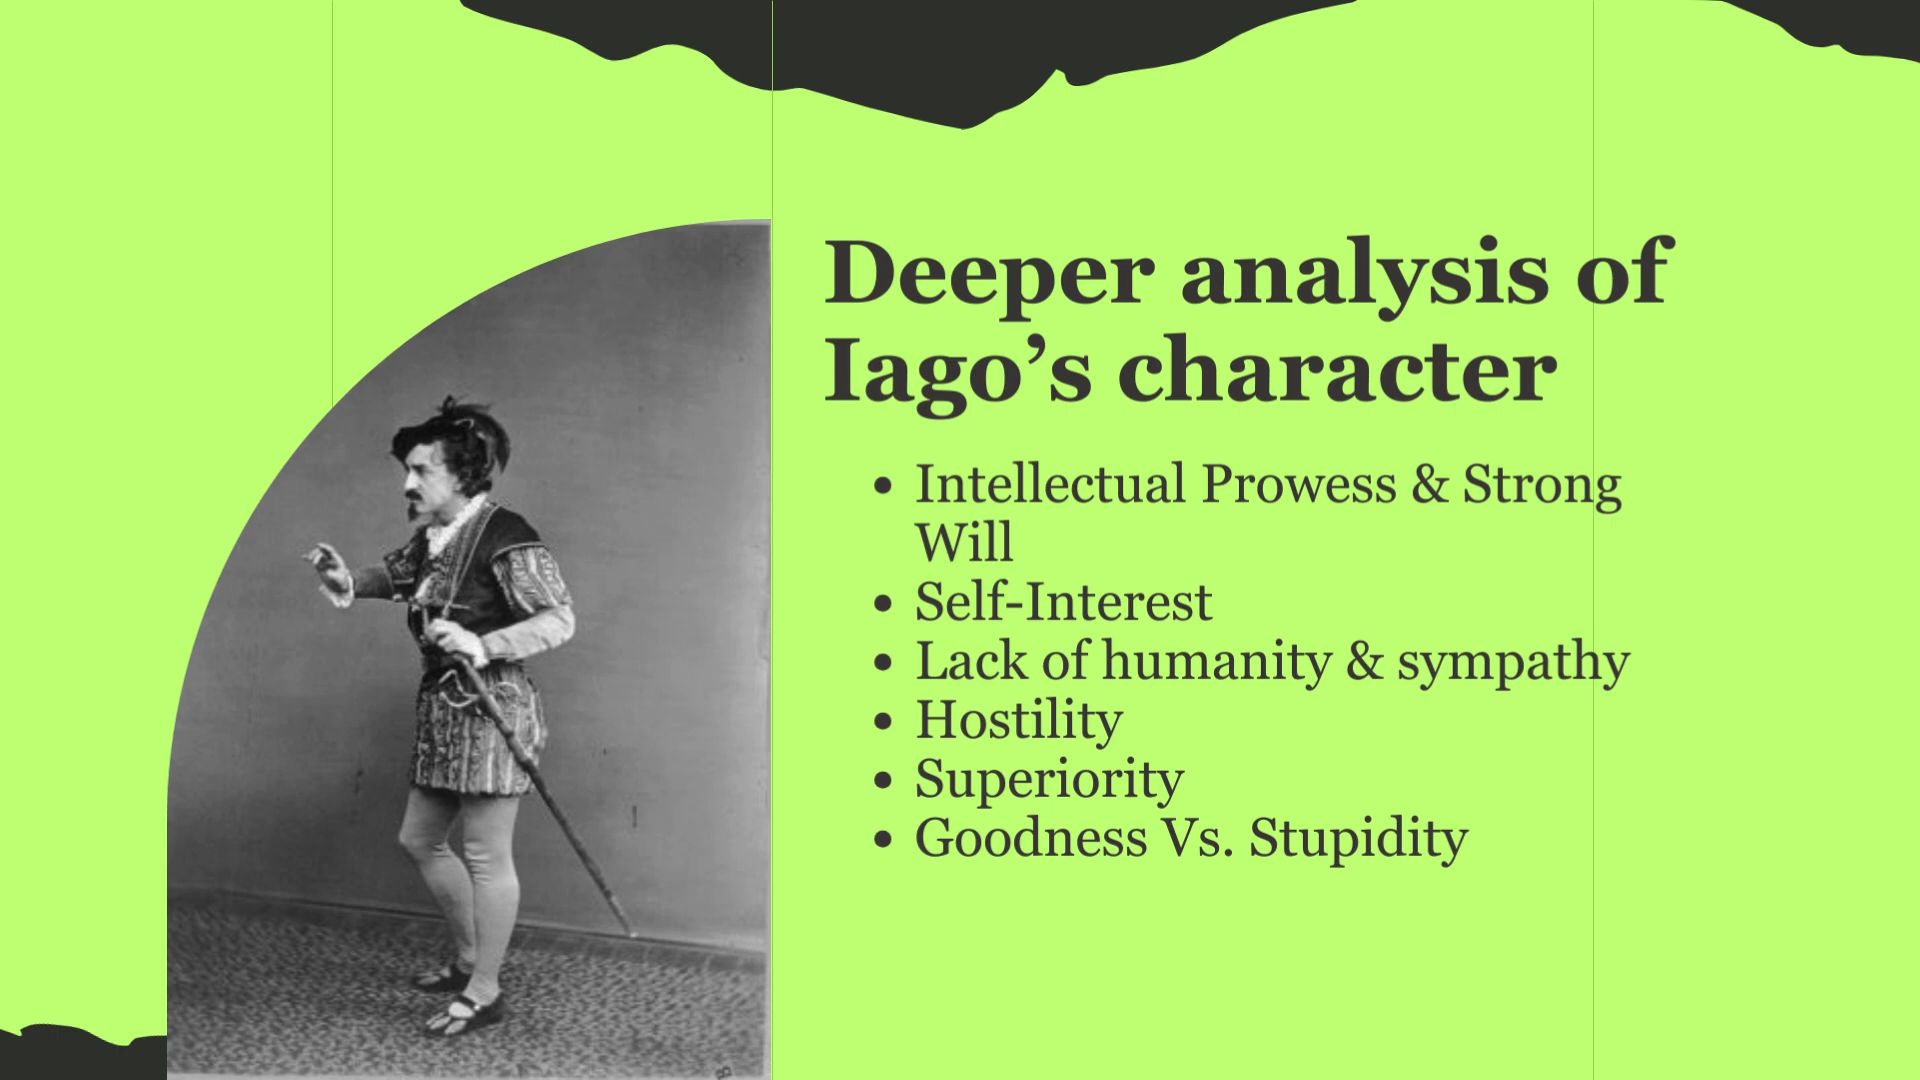 Deeper analysis of
Iago’s character
• Intellectual Prowess & Strong
Will
• Self-Interest
• Lack of humanity & sympathy
• Hostility
• Superiority
• Goodness Vs. Stupidity